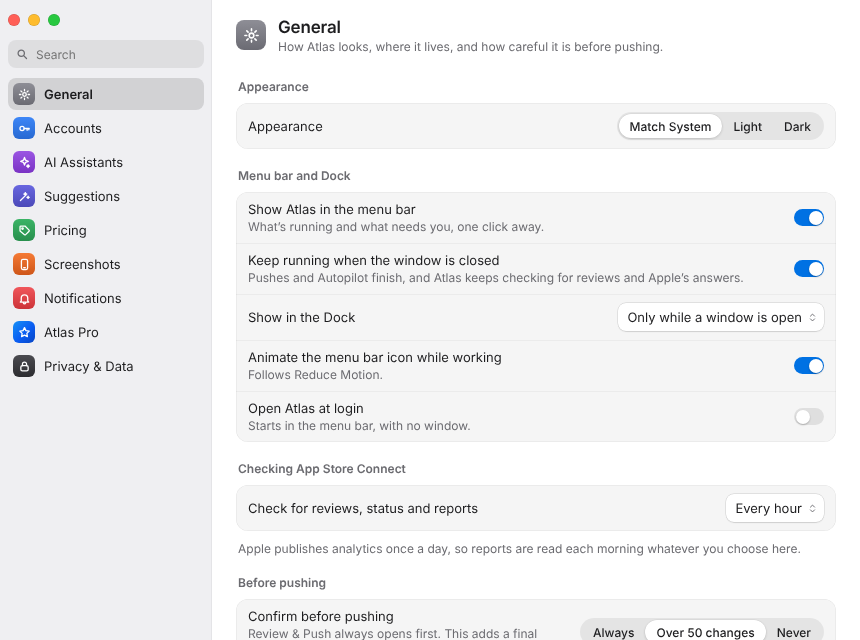 Search
General
Accounts
AI Assistants
Suggestions
Pricing
Screenshots
Notifications
Atlas Pro
Privacy & Data
General
How Atlas looks, where it lives, and how careful it is before pushing.
Appearance
Appearance
Match System
Light
Dark
Menu bar and Dock
Show Atlas in the menu bar
What’s running and what needs you, one click away.
Keep running when the window is closed
Pushes and Autopilot finish, and Atlas keeps checking for reviews and Apple’s answers.
Show in the Dock
Only while a window is open
Animate the menu bar icon while working
Follows Reduce Motion.
Open Atlas at login
Starts in the menu bar, with no window.
Checking App Store Connect
Check for reviews, status and reports
Every hour
Apple publishes analytics once a day, so reports are read each morning whatever you choose here.
Before pushing
Confirm before pushing
Review & Push always opens first. This adds a final
Always
Over 50 changes
Never